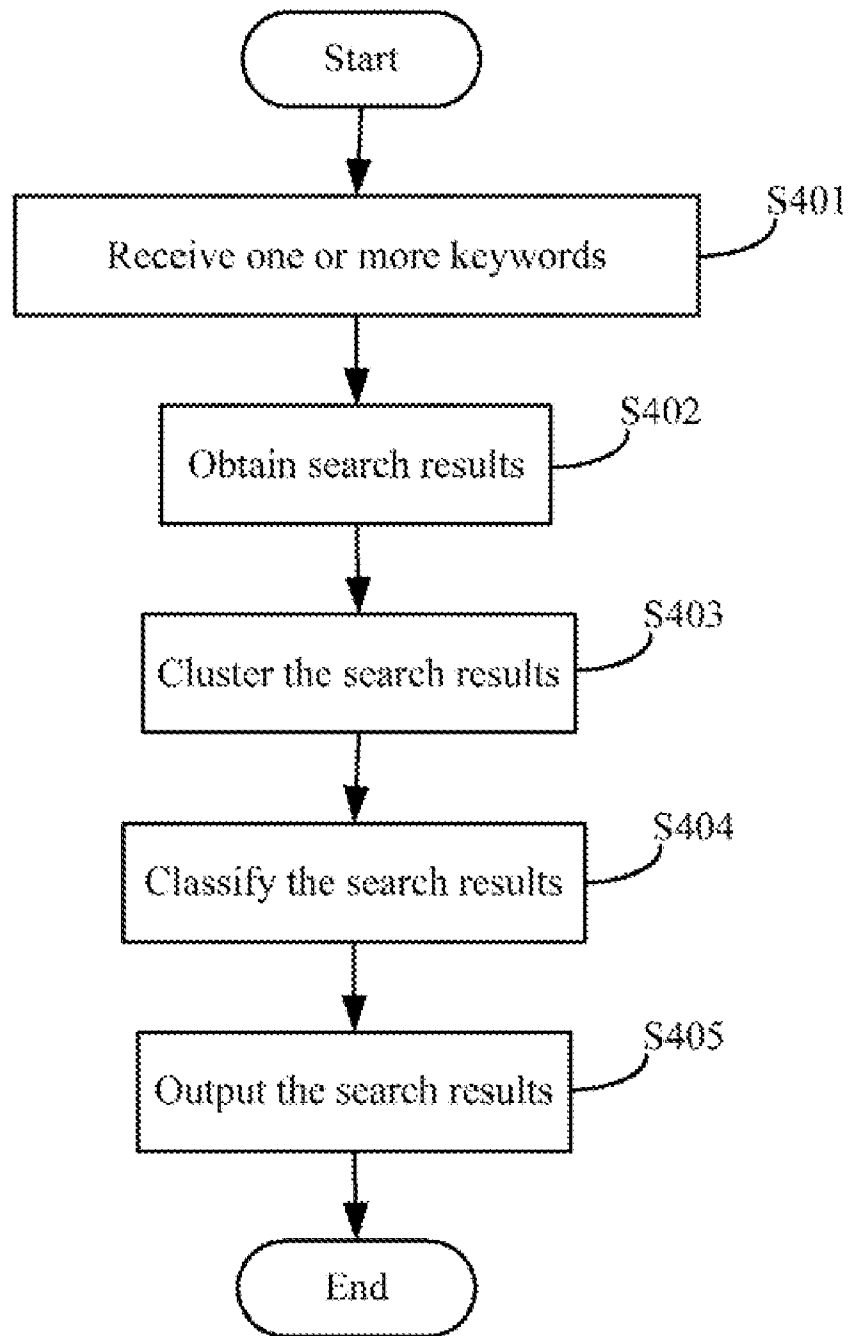 Start
S401
Receive one or more keywords
S402
Obtain search results
S403
Cluster the search results
S404
Classify the search results
S405
Output the search results
End